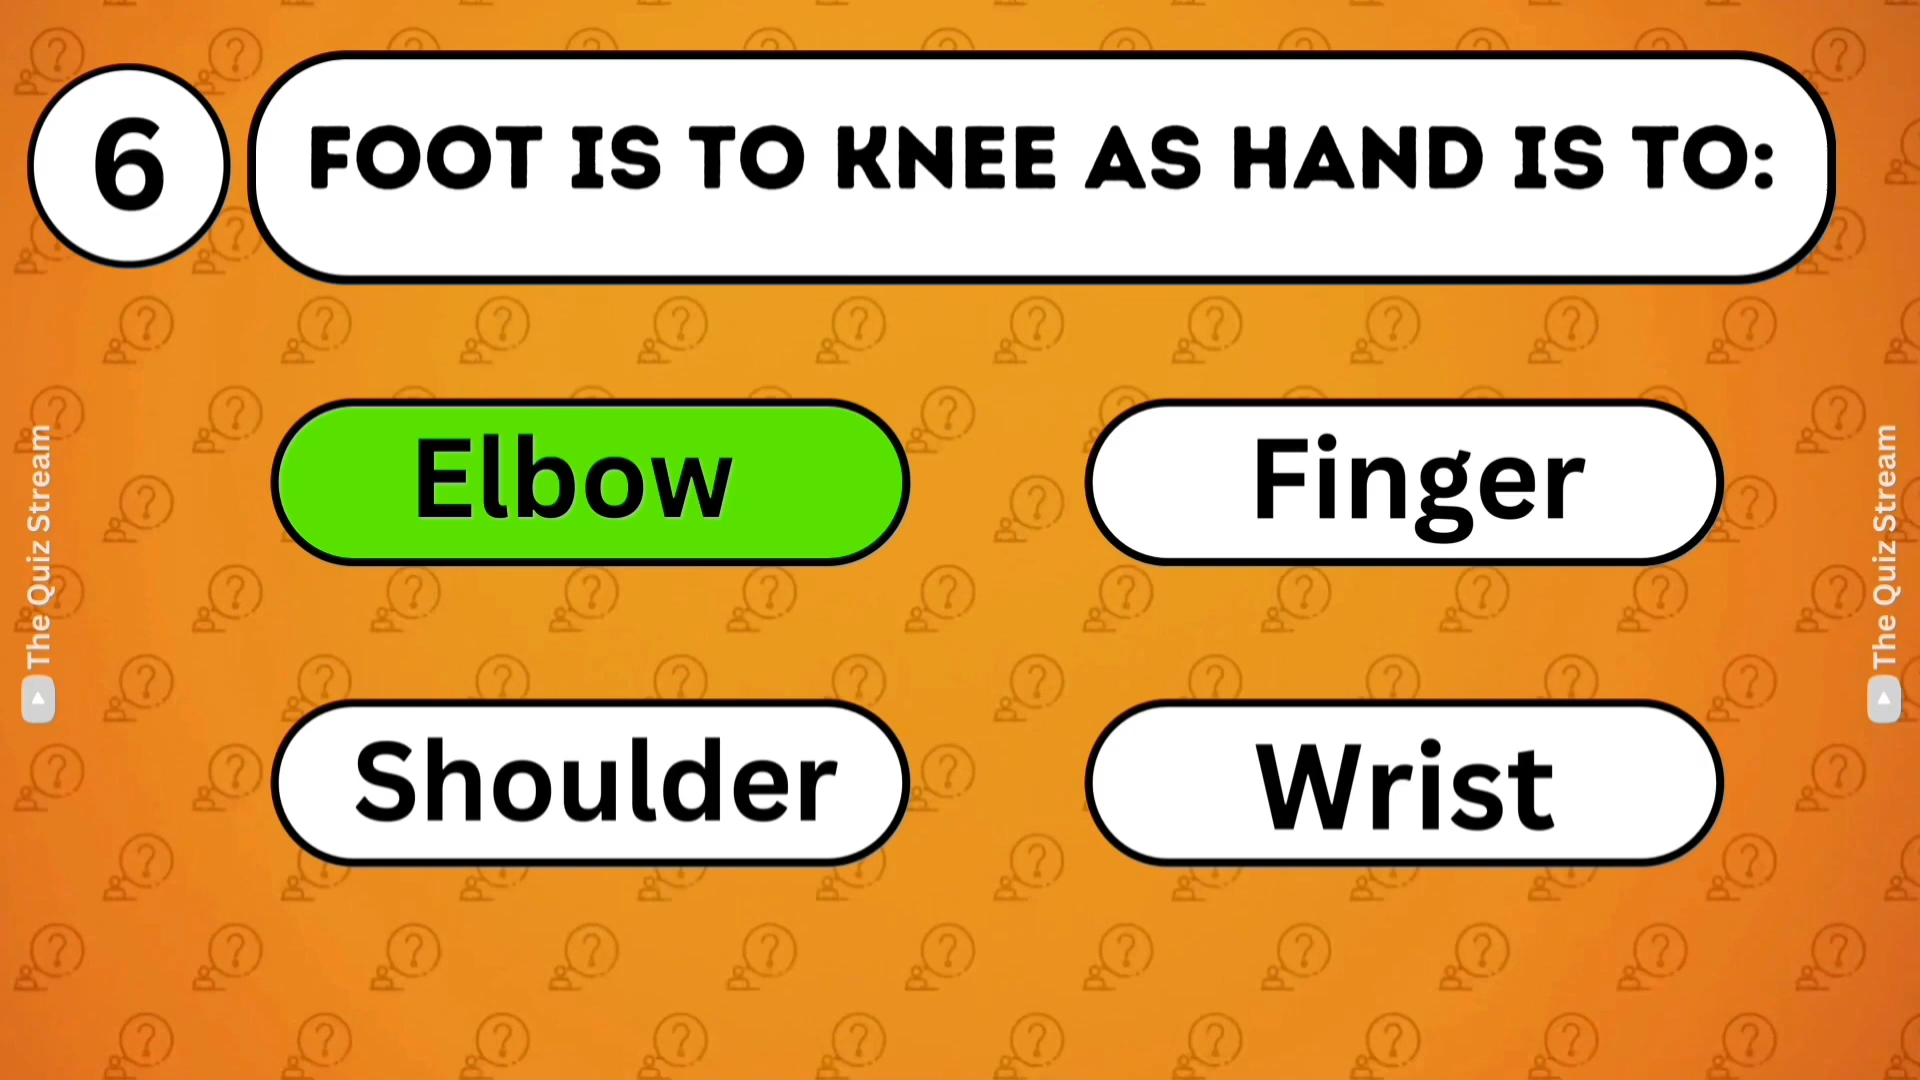 6
FOOT IS TO KNEE AS HAND IS TO:
Elbow
Finger
Shoulder
Wrist
The Quiz Stream
The Quiz Stream